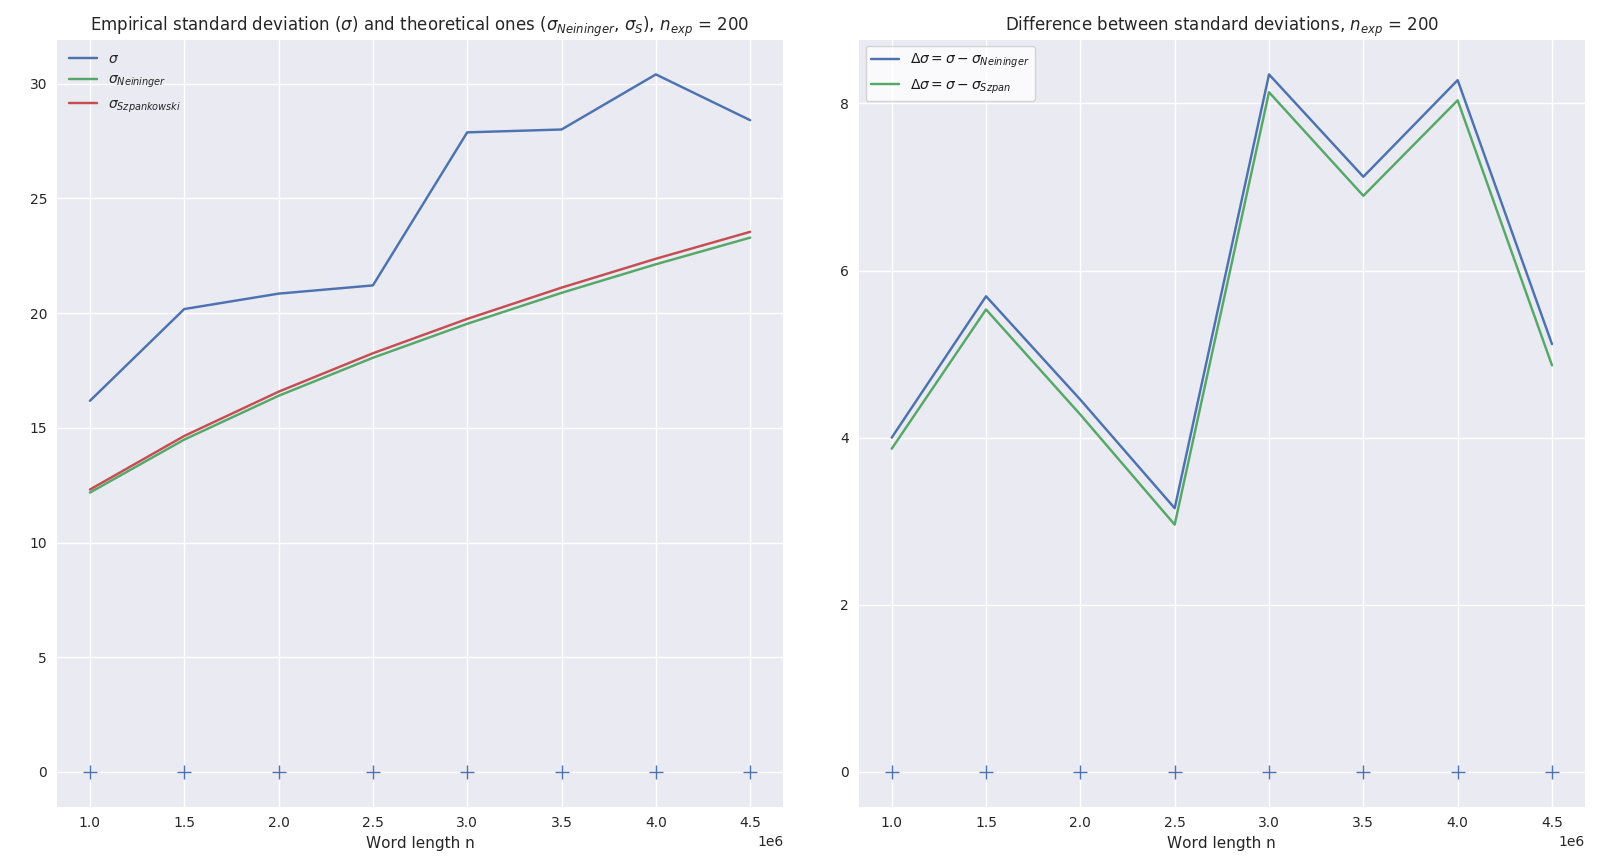 Empirical standard deviation (σ) and theoretical ones (σ_Neininger, σ_S), n_exp = 200
σ
σ_Neininger
σ_Szpankowski
30
25
20
15
10
5
0
1.0 1.5 2.0 2.5 3.0 3.5 4.0 4.5
1e6
Word length n
Difference between standard deviations, n_exp = 200
Δσ = σ − σ_Neininger
Δσ = σ − σ_Szpan
8
6
4
2
0
1.0 1.5 2.0 2.5 3.0 3.5 4.0 4.5
1e6
Word length n